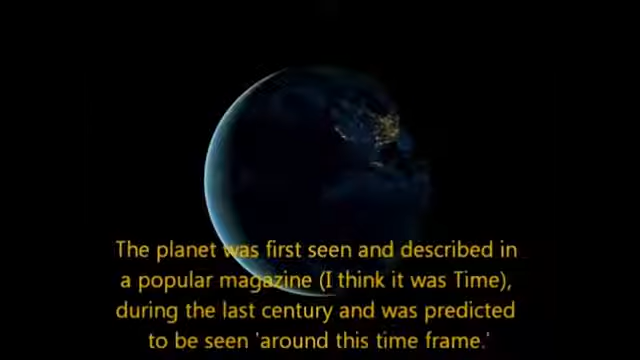 The planet was first seen and described in
a popular magazine (I think it was Time),
during the last century and was predicted
to be seen 'around this time frame.'